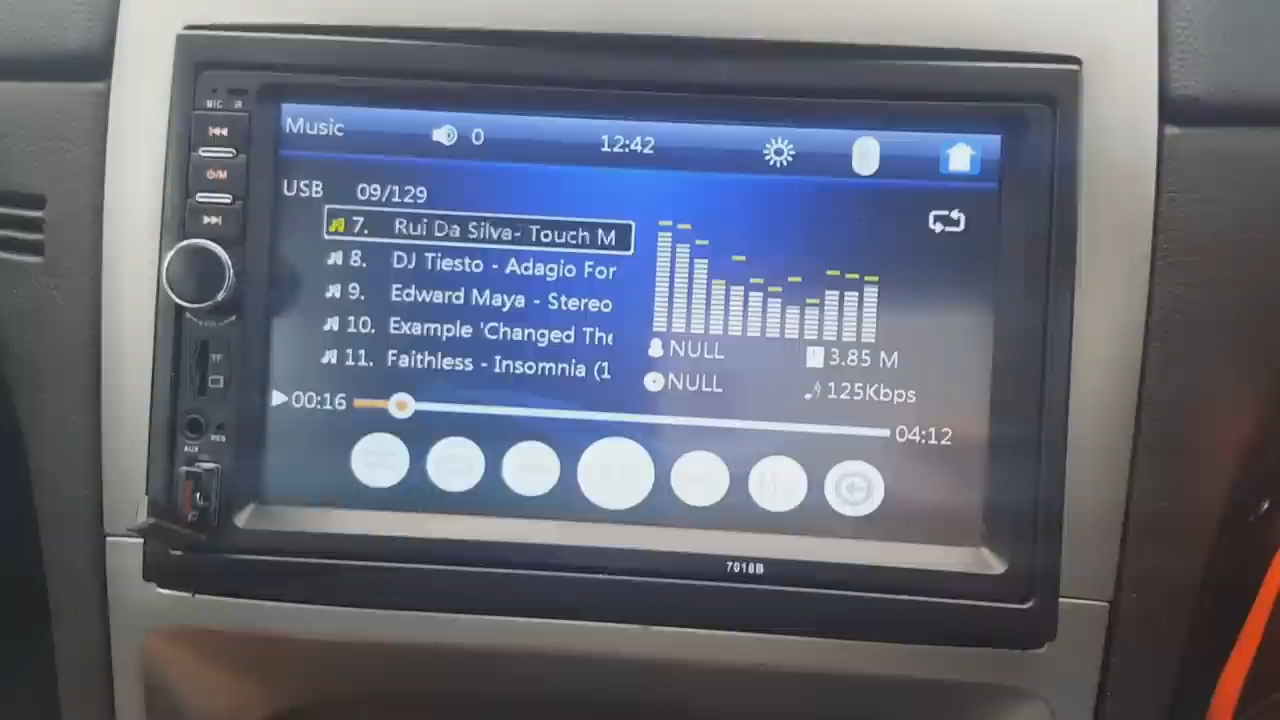 MIC IR
Music 0 12:42
⏻/M
USB 09/129
7. Rui Da Silva- Touch M
8. DJ Tiesto - Adagio For
9. Edward Maya - Stereo
10. Example 'Changed The
11. Faithless - Insomnia (1
NULL 3.85 M
NULL 125Kbps
TF
00:16 04:12
RES
AUX
7018B